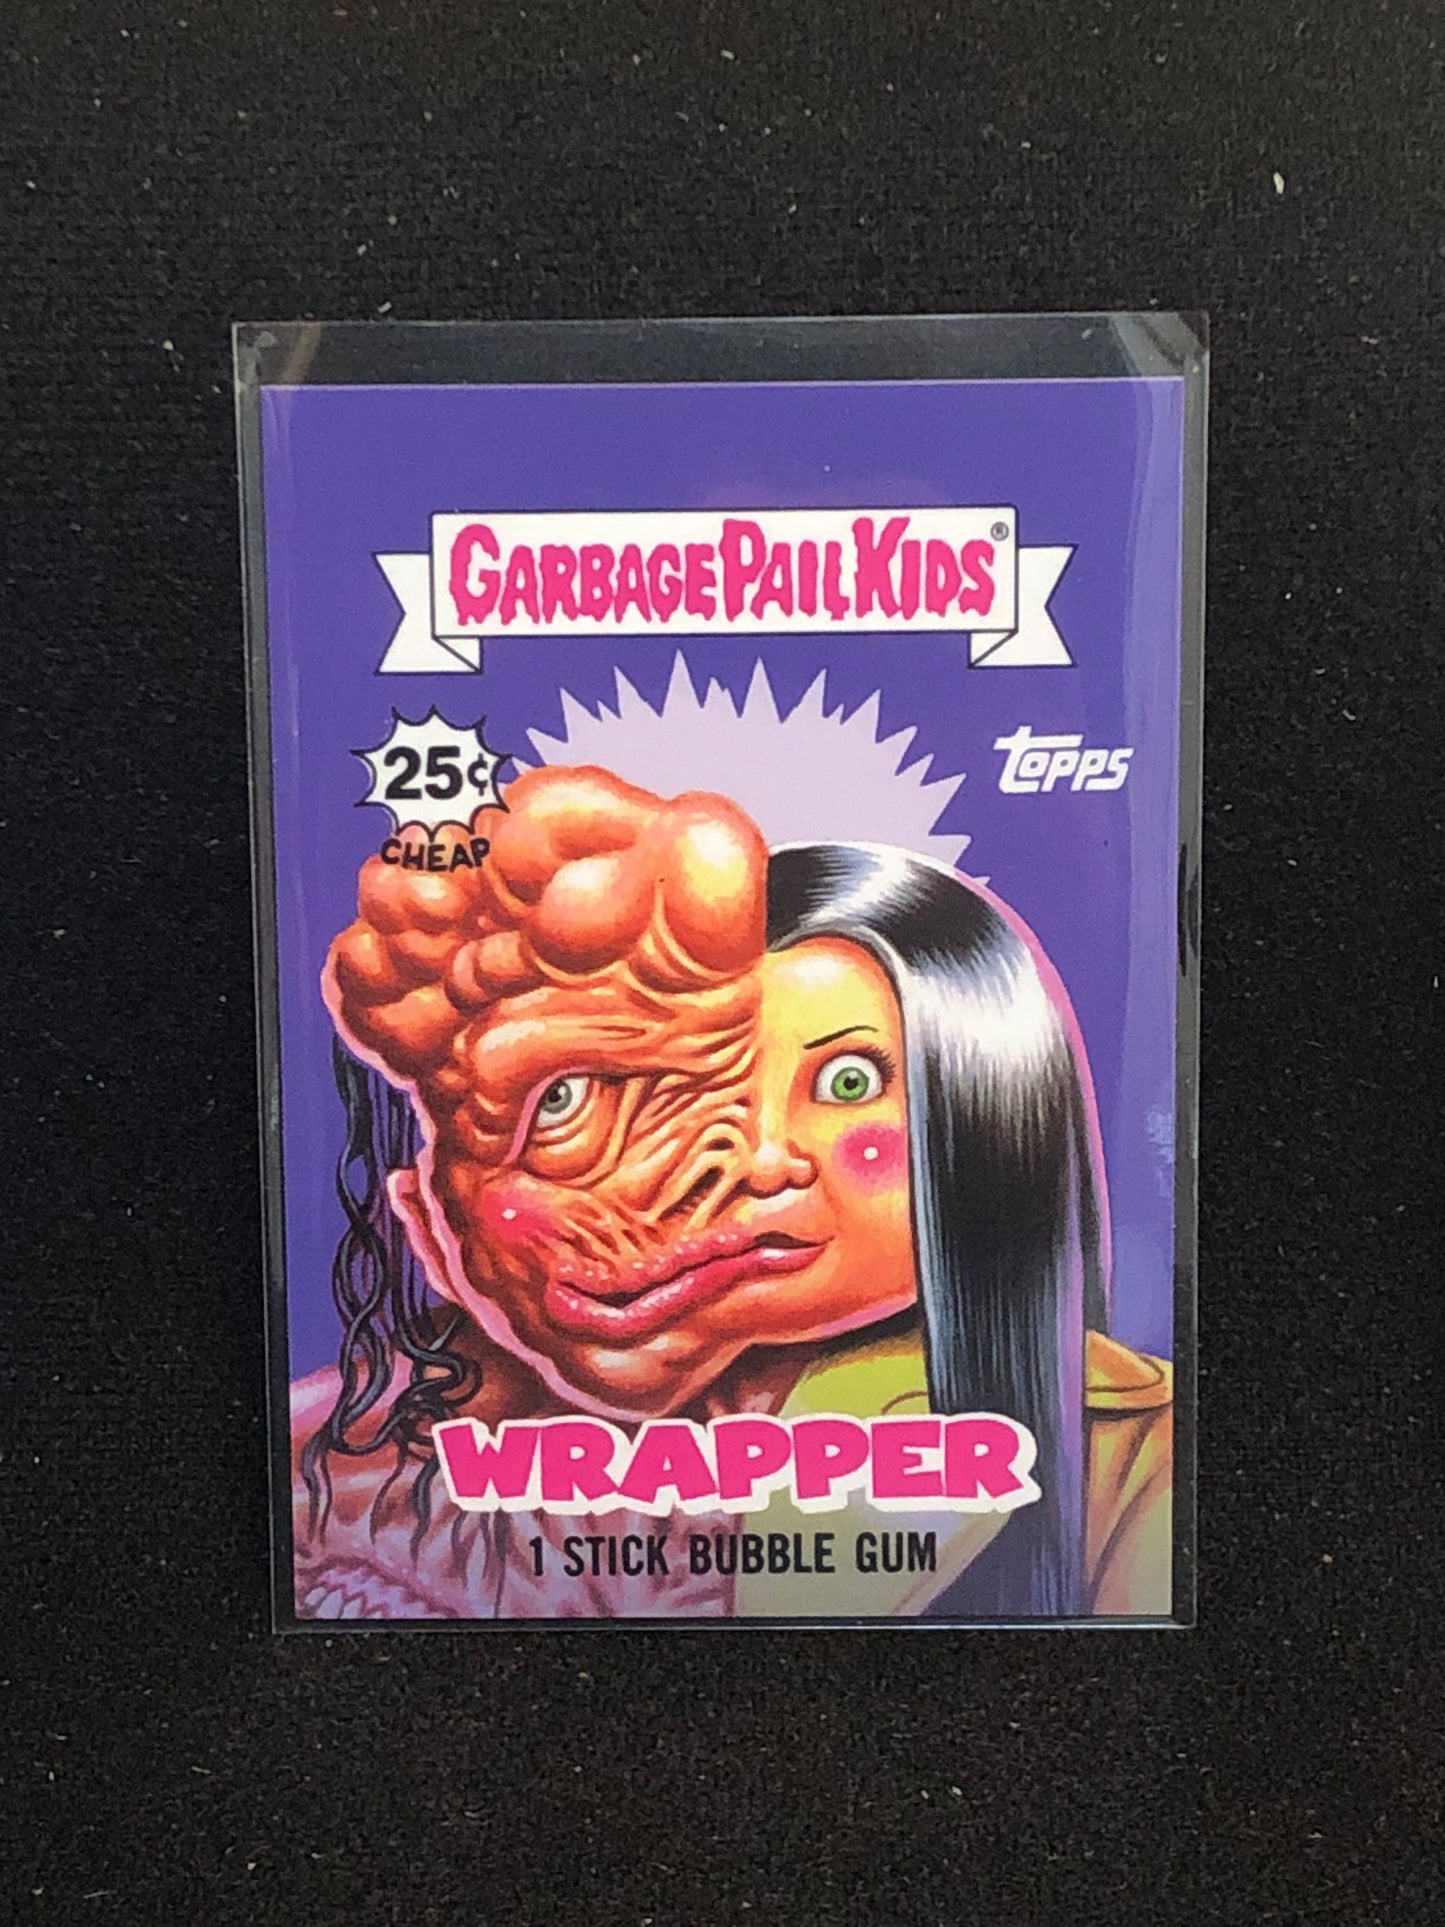 GARBAGE PAIL KIDS®
25¢
CHEAP
topps
WRAPPER
1 STICK BUBBLE GUM